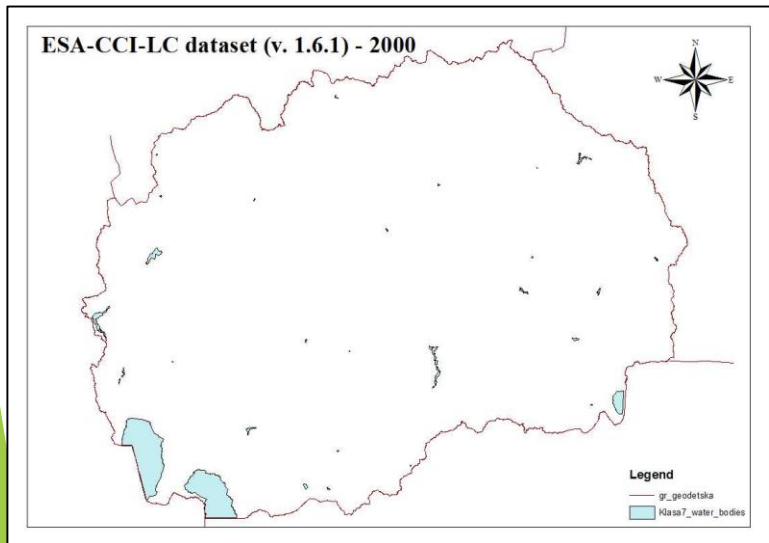 ESA-CCI-LC dataset (v. 1.6.1) - 2000
N
W E
S
Legend
gr_geodetska
Klasa7_water_bodies